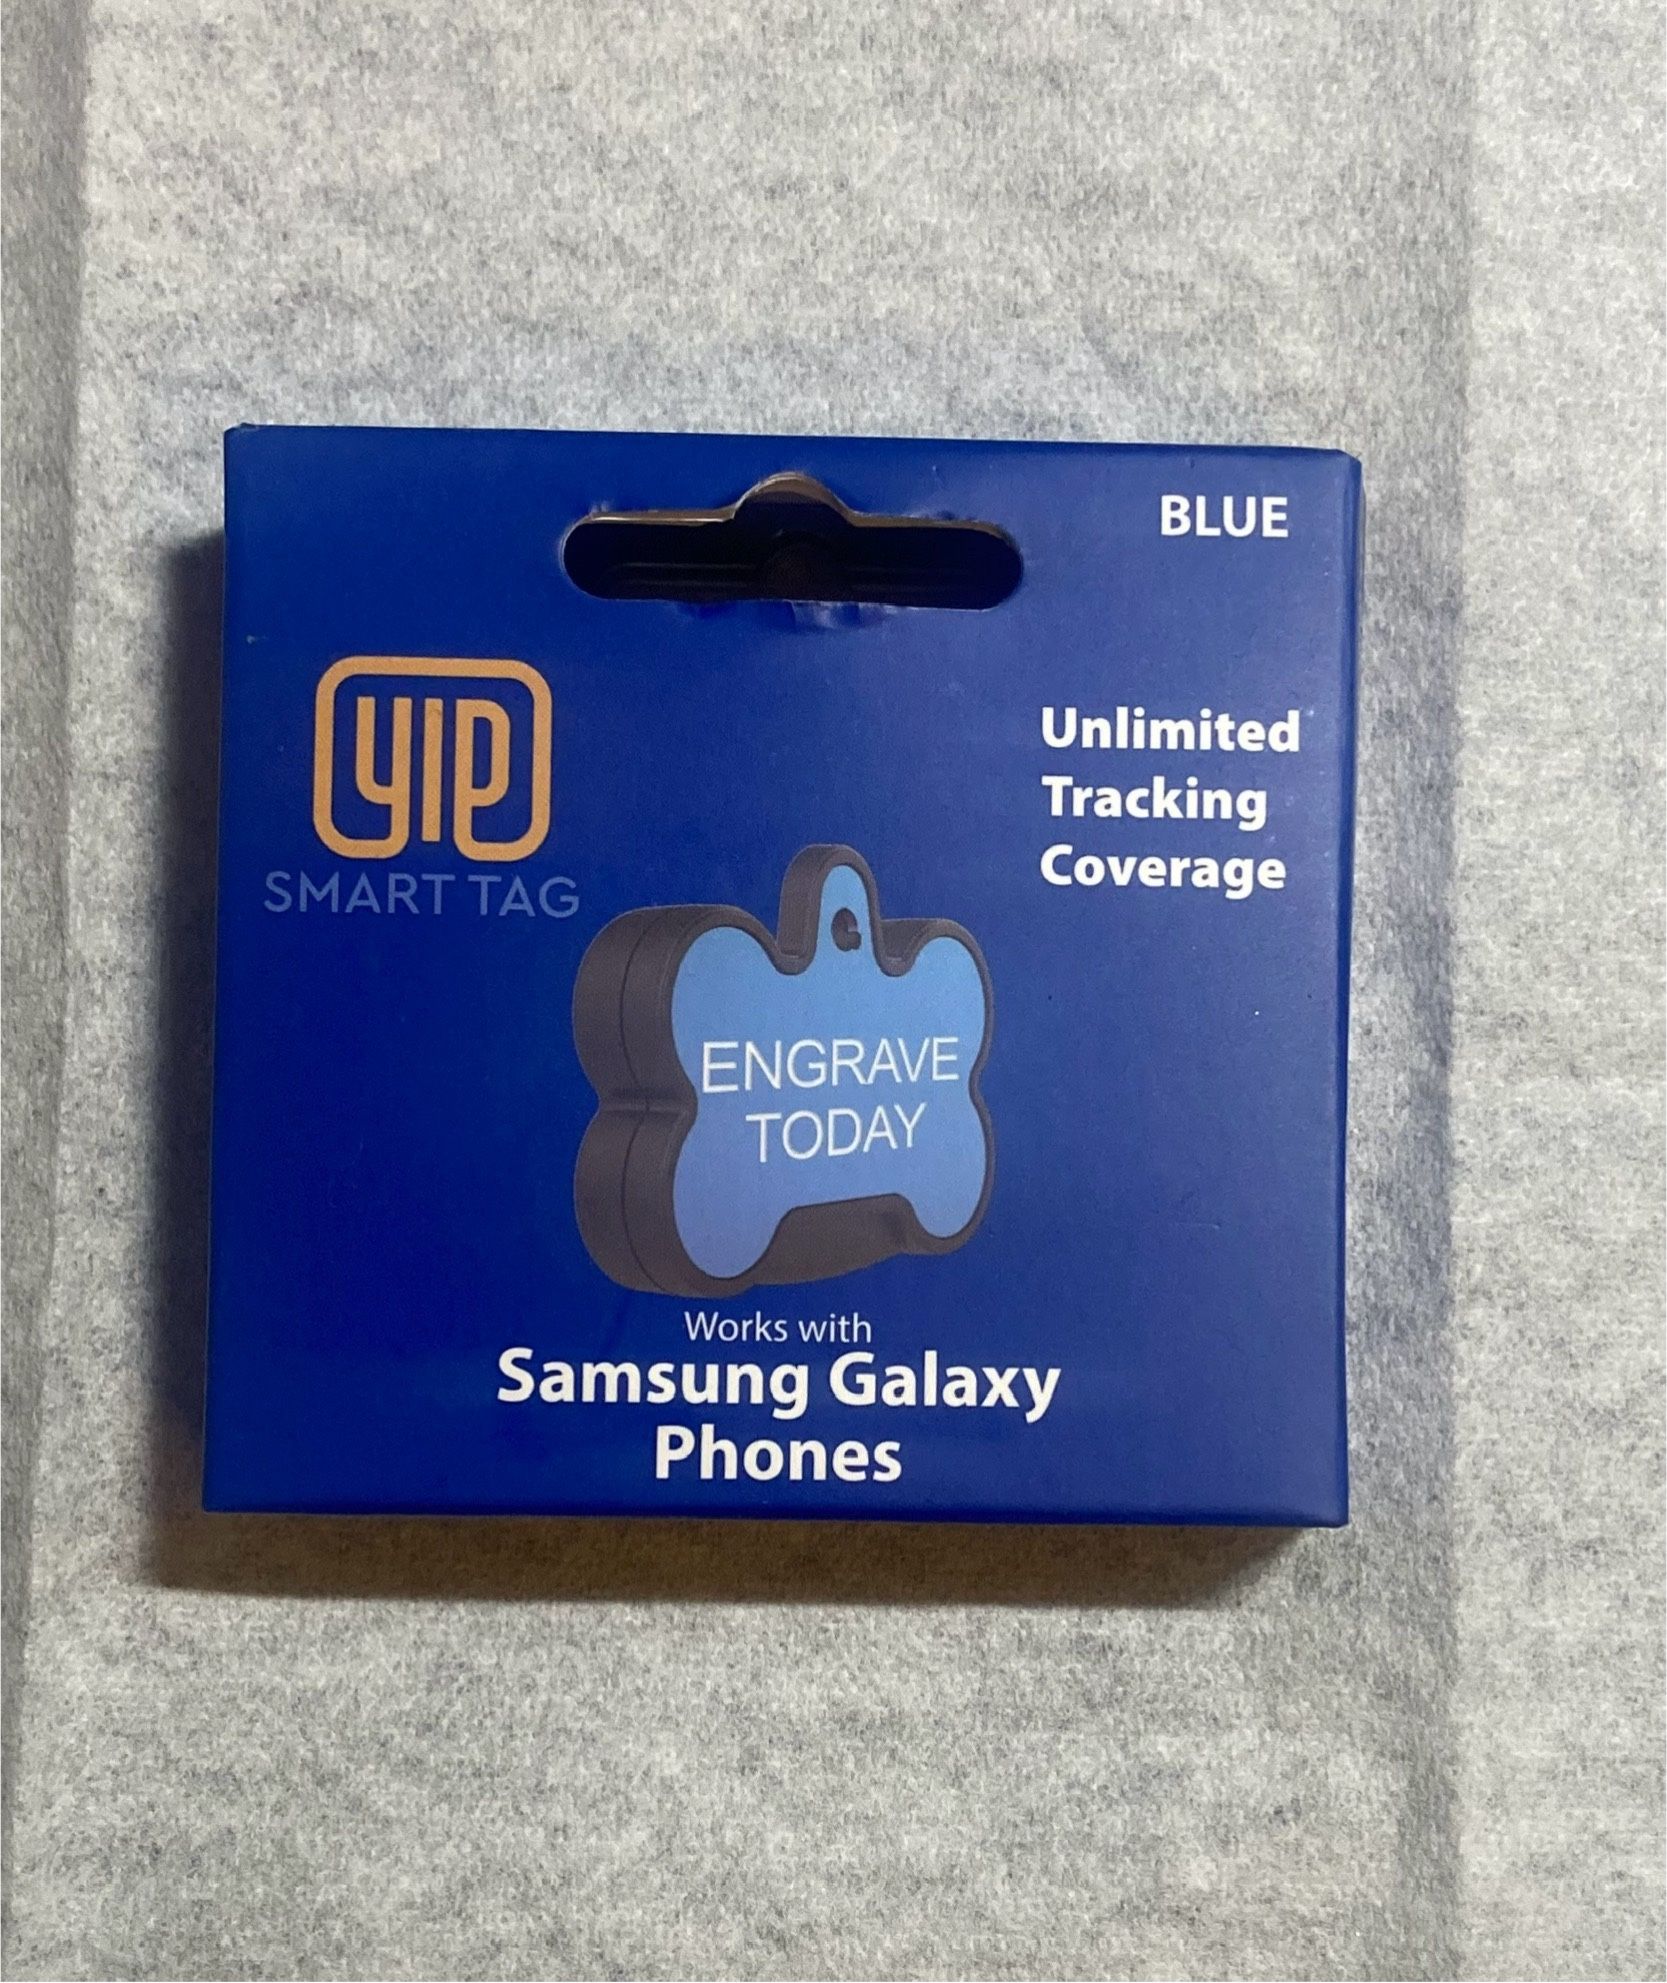 BLUE
YIP
SMART TAG
Unlimited
Tracking
Coverage
ENGRAVE
TODAY
Works with
Samsung Galaxy
Phones